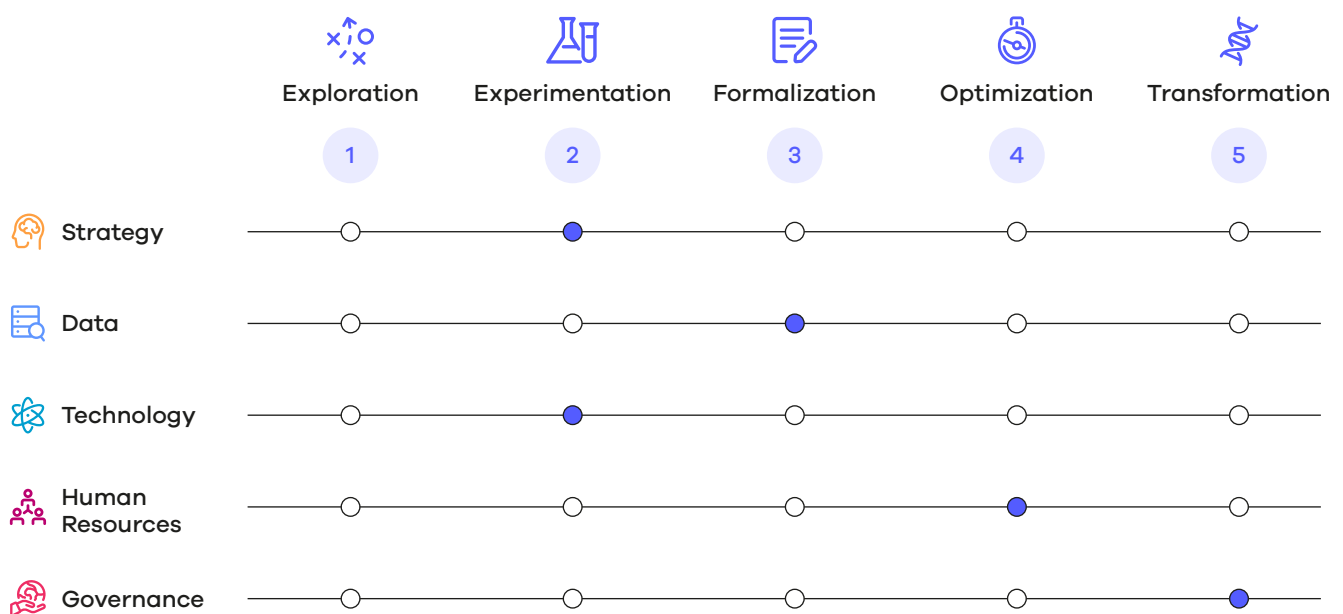 Exploration Experimentation Formalization Optimization Transformation
1 2 3 4 5
Strategy
Data
Technology
Human
Resources
Governance